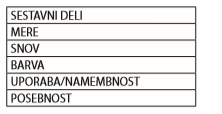 SESTAVNI DELI
MERE
SNOV
BARVA
UPORABA/NAMEMBNOST
POSEBNOST